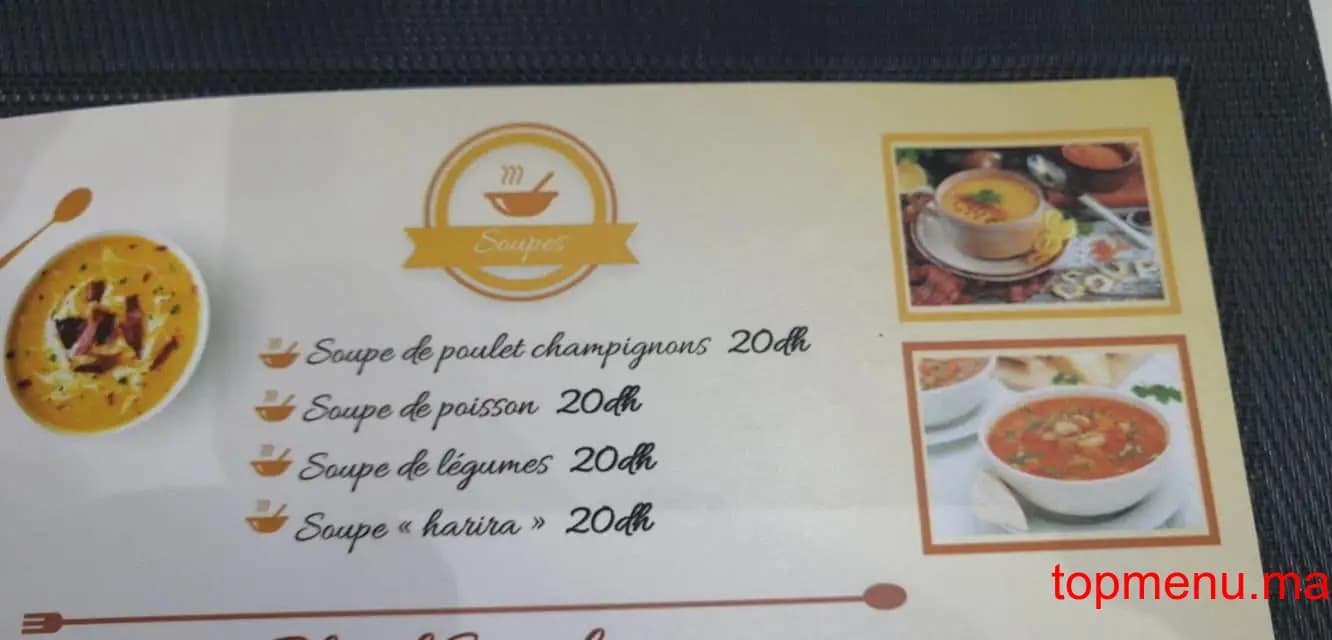 Soupes
Soupe de poulet champignons 20dh
Soupe de poisson 20dh
Soupe de légumes 20dh
Soupe « harira » 20dh
SOUP
topmenu.ma